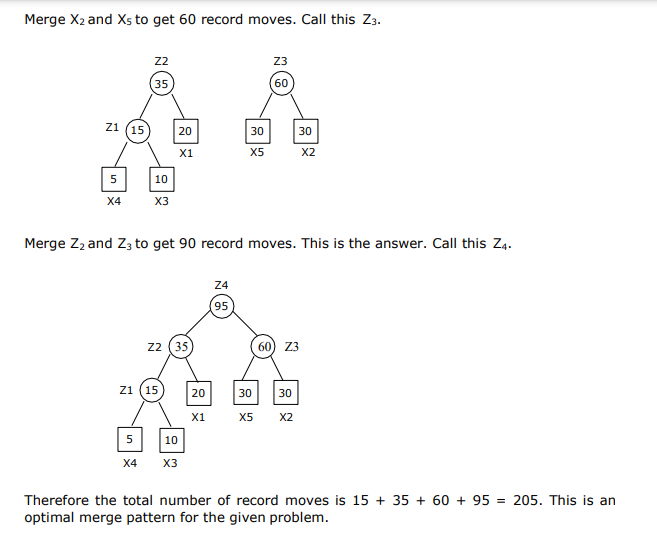 Merge X₂ and X₅ to get 60 record moves. Call this Z₃.
Z2 Z3
35 60
Z1 15 20 30 30
X1 X5 X2
5 10
X4 X3
Merge Z₂ and Z₃ to get 90 record moves. This is the answer. Call this Z₄.
Z4
95
Z2 35 60 Z3
Z1 15 20 30 30
X1 X5 X2
5 10
X4 X3
Therefore the total number of record moves is 15 + 35 + 60 + 95 = 205. This is an
optimal merge pattern for the given problem.